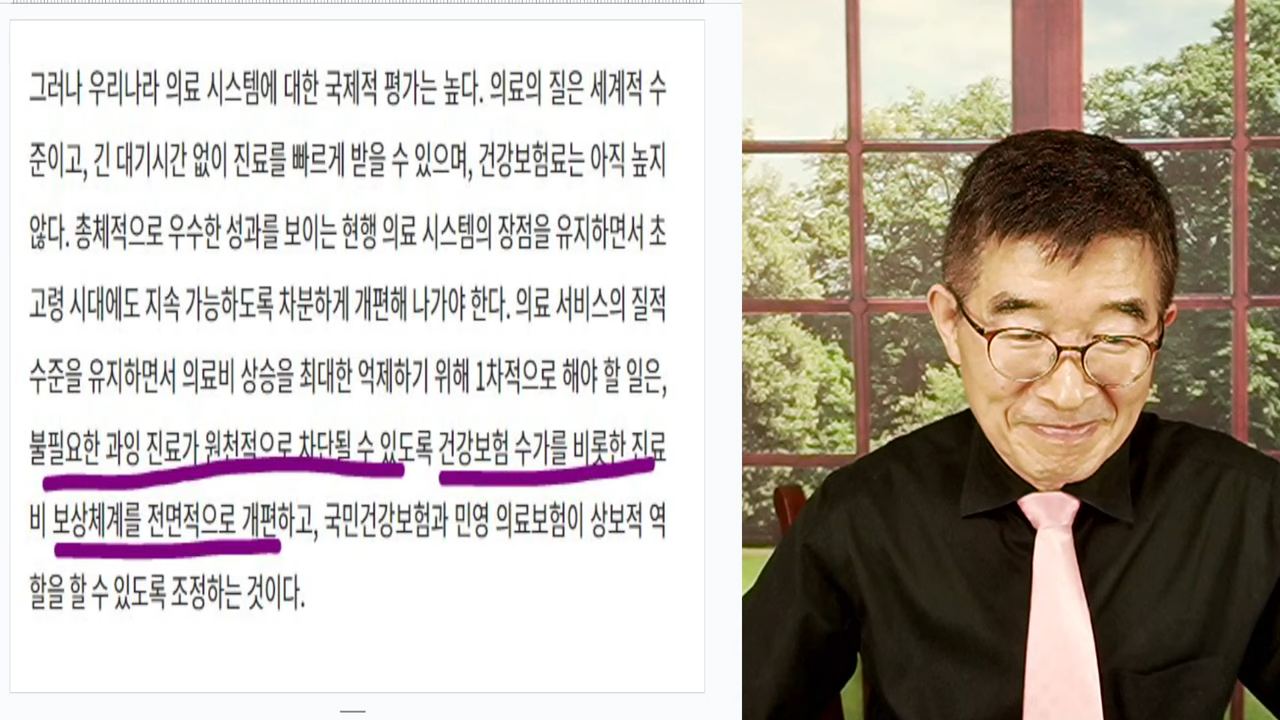 그러나 우리나라 의료 시스템에 대한 국제적 평가는 높다. 의료의 질은 세계적 수
준이고, 긴 대기시간 없이 진료를 빠르게 받을 수 있으며, 건강보험료는 아직 높지
않다. 총체적으로 우수한 성과를 보이는 현행 의료 시스템의 장점을 유지하면서 초
고령 시대에도 지속 가능하도록 차분하게 개편해 나가야 한다. 의료 서비스의 질적
수준을 유지하면서 의료비 상승을 최대한 억제하기 위해 1차적으로 해야 할 일은,
불필요한 과잉 진료가 원천적으로 차단될 수 있도록 건강보험 수가를 비롯한 진료
비 보상체계를 전면적으로 개편하고, 국민건강보험과 민영 의료보험이 상보적 역
할을 할 수 있도록 조정하는 것이다.